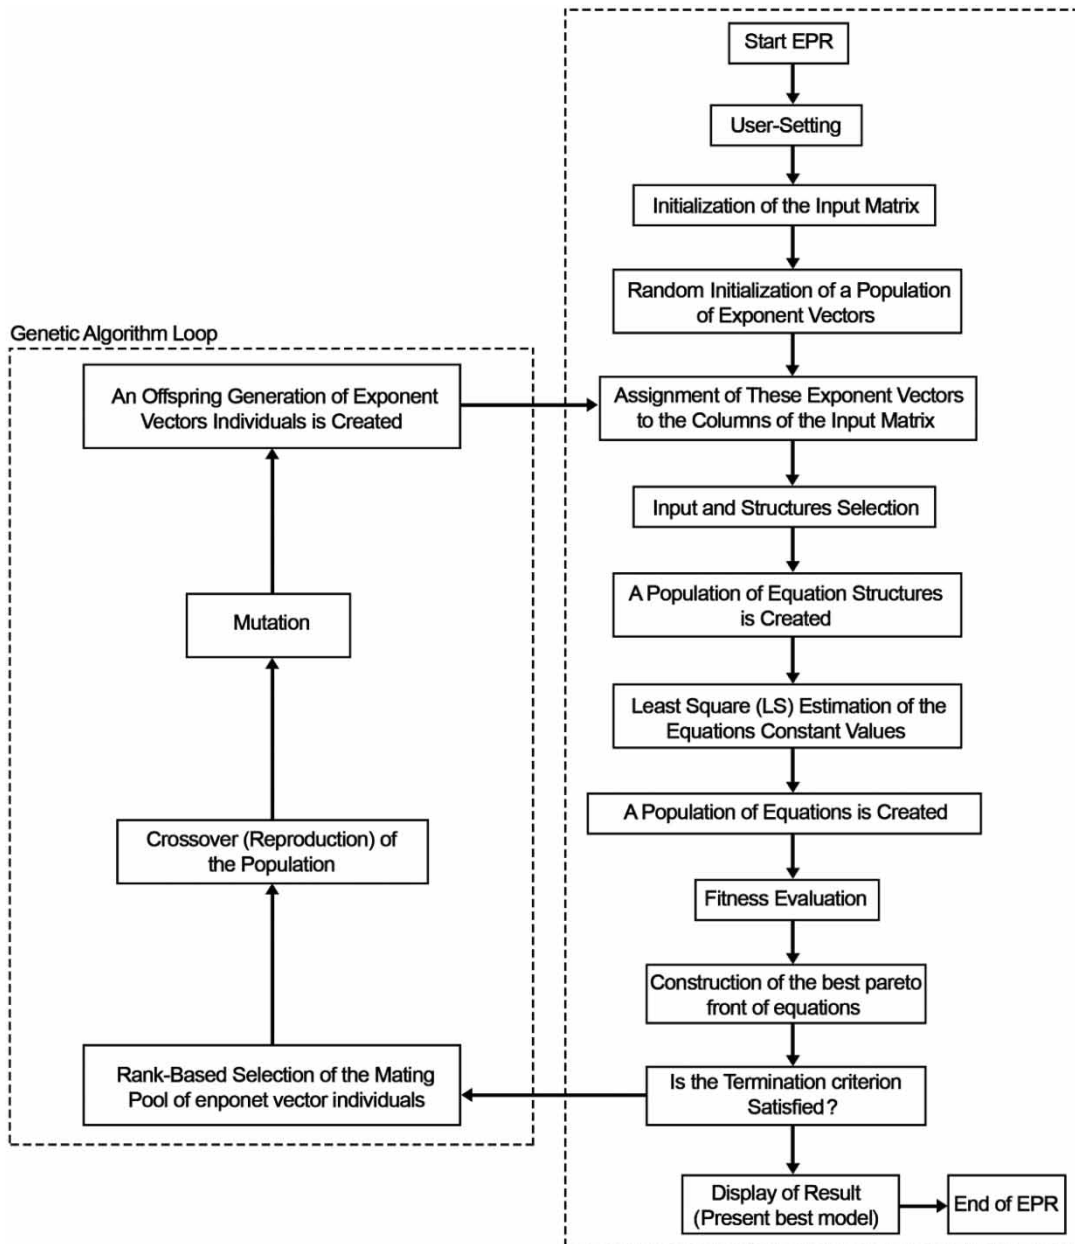 Start EPR
User-Setting
Initialization of the Input Matrix
Random Initialization of a Population
of Exponent Vectors
Genetic Algorithm Loop
An Offspring Generation of Exponent
Vectors Individuals is Created
Assignment of These Exponent Vectors
to the Columns of the Input Matrix
Input and Structures Selection
A Population of Equation Structures
is Created
Mutation
Least Square (LS) Estimation of the
Equations Constant Values
A Population of Equations is Created
Crossover (Reproduction) of
the Population
Fitness Evaluation
Construction of the best pareto
front of equations
Rank-Based Selection of the Mating
Pool of enponet vector individuals
Is the Termination criterion
Satisfied?
Display of Result
(Present best model)
End of EPR